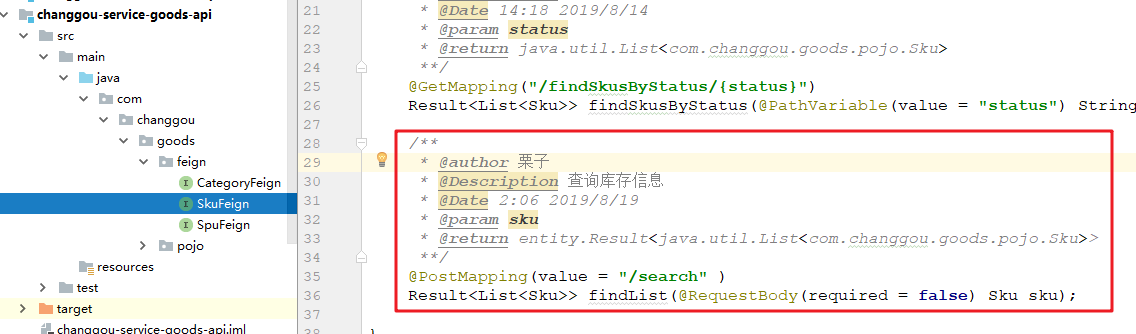 changgou-service-goods-api
src
main
java
com
changgou
goods
feign
CategoryFeign
SkuFeign
SpuFeign
pojo
resources
test
target
changgou-service-goods-api.iml
21 * @Date 14:18 2019/8/14
22 * @param status
23 * @return java.util.List<com.changgou.goods.pojo.Sku>
24 **/
25 @GetMapping("/findSkusByStatus/{status}")
26 Result<List<Sku>> findSkusByStatus(@PathVariable(value = "status") String
27
28 /**
29 * @author 栗子
30 * @Description 查询库存信息
31 * @Date 2:06 2019/8/19
32 * @param sku
33 * @return entity.Result<java.util.List<com.changgou.goods.pojo.Sku>>
34 **/
35 @PostMapping(value = "/search" )
36 Result<List<Sku>> findList(@RequestBody(required = false) Sku sku);
37
38 }